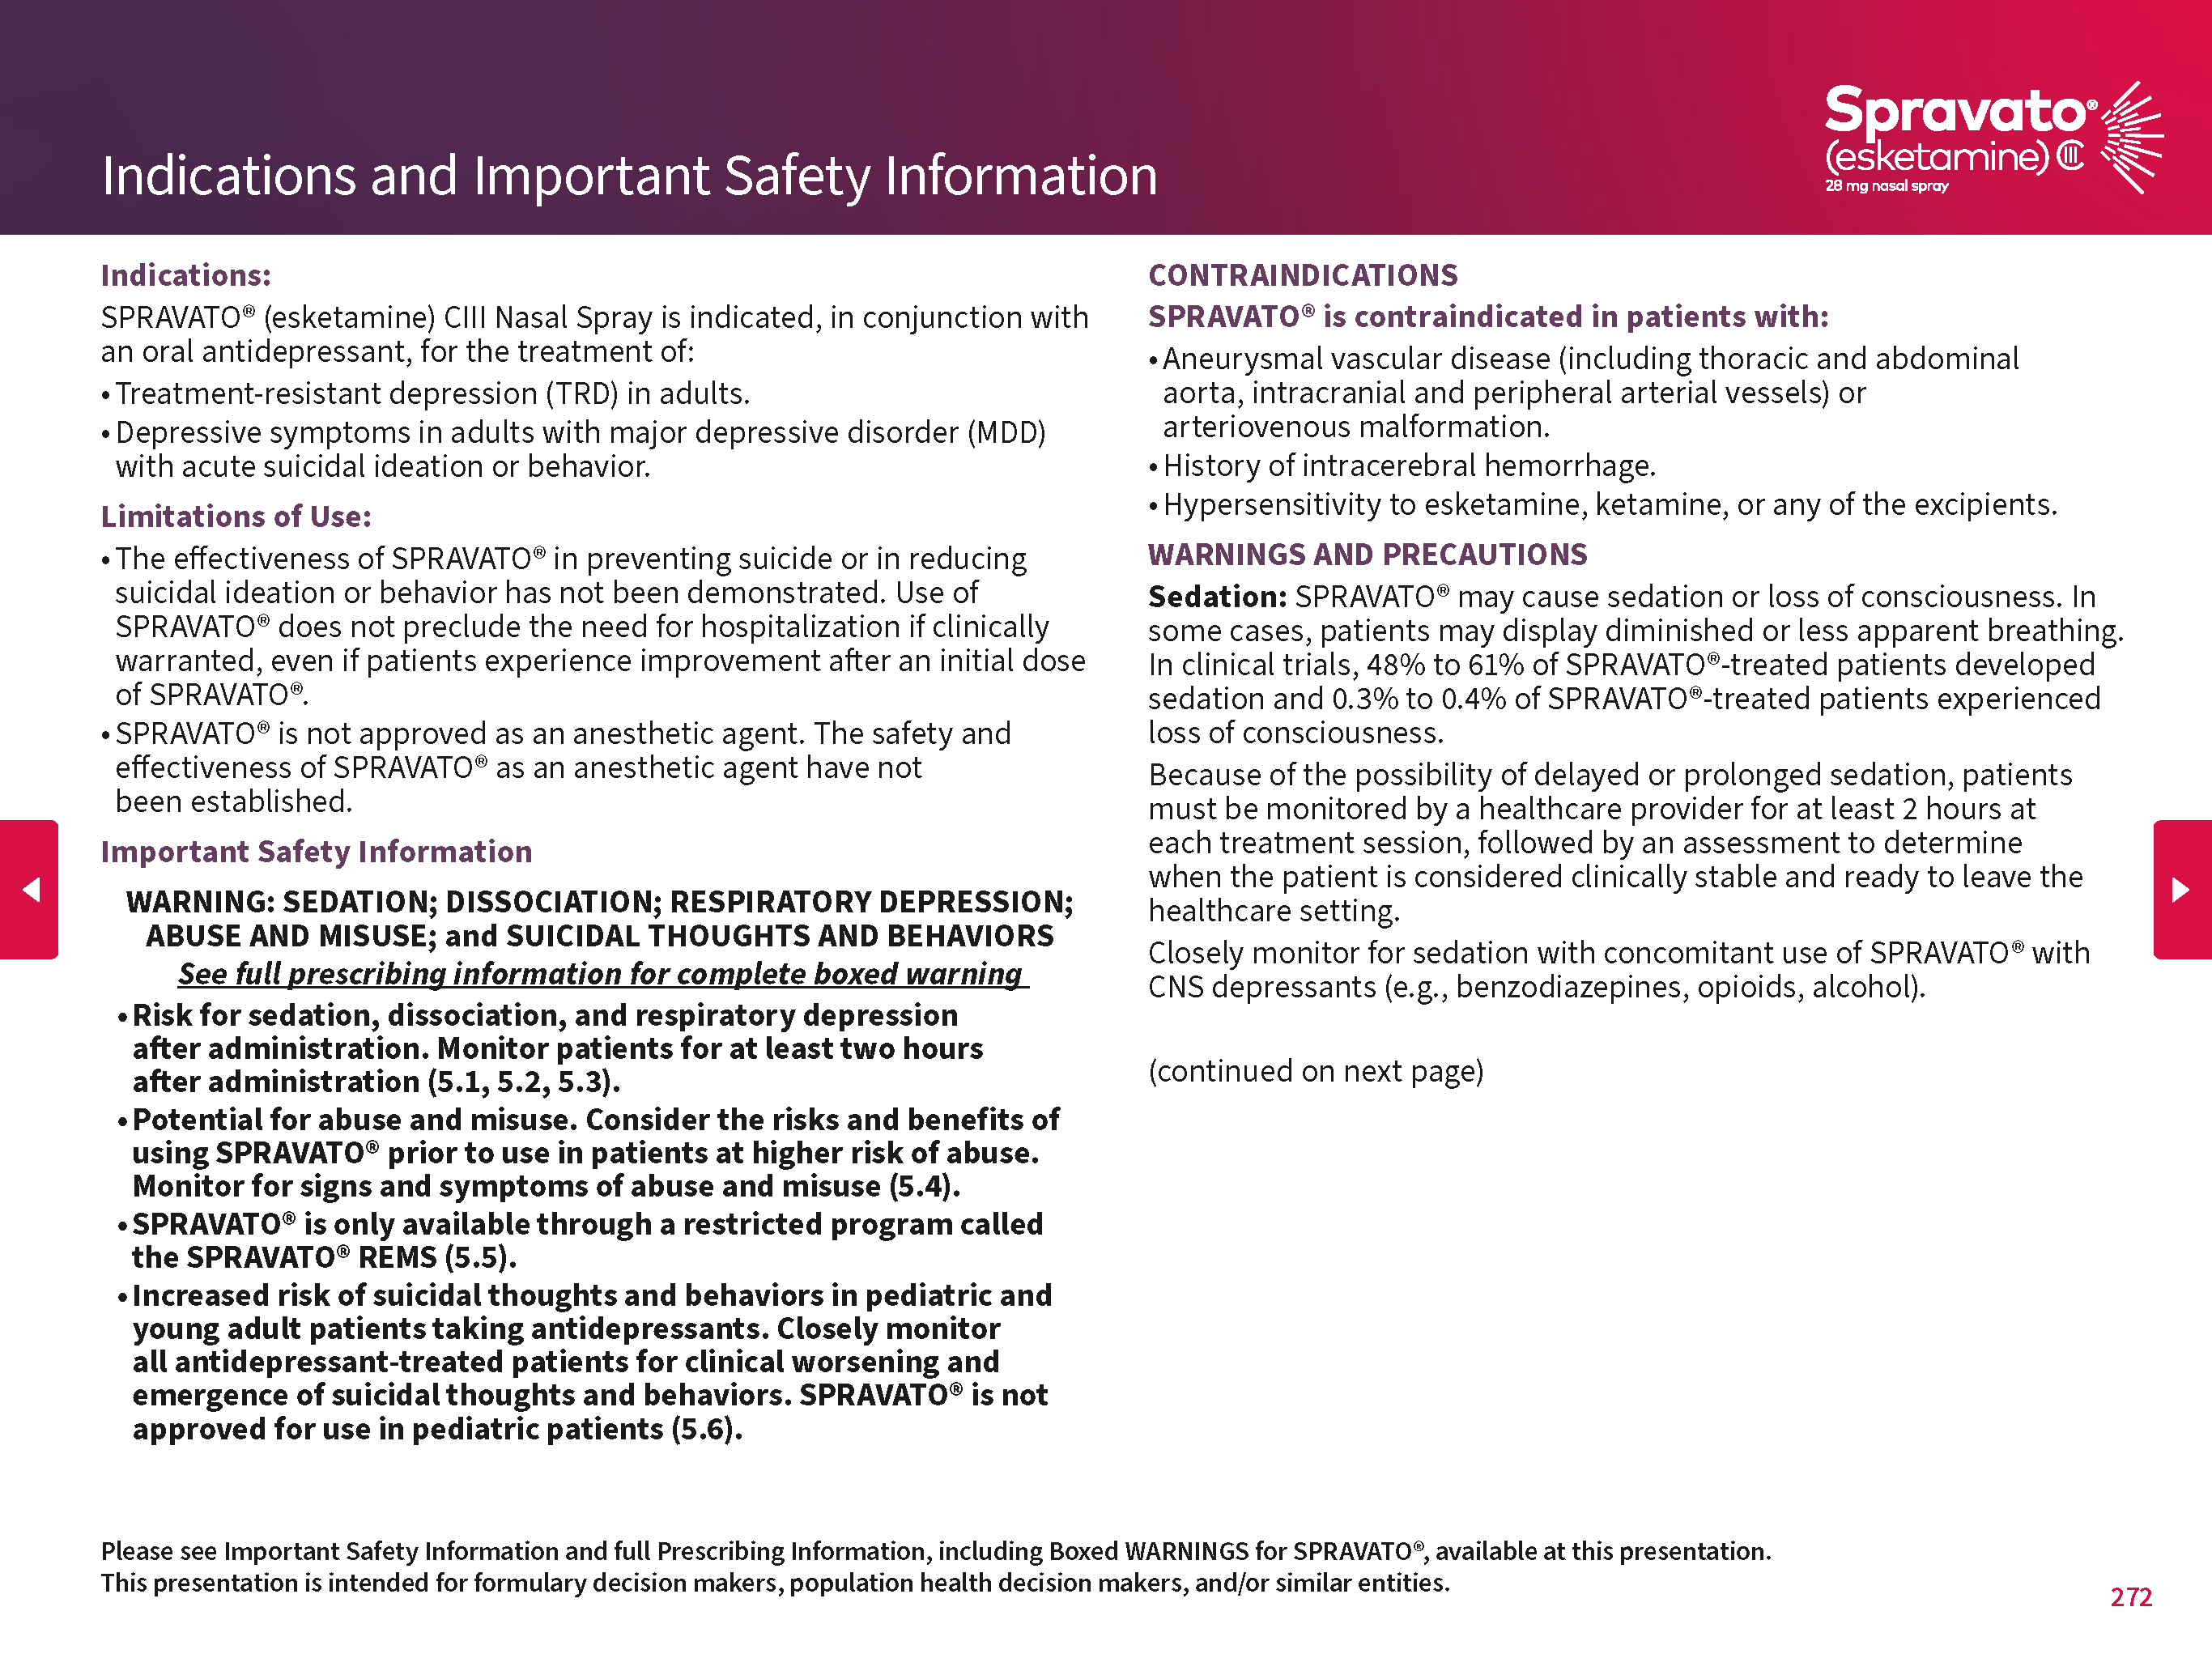 Indications and Important Safety Information
Spravato®
(esketamine) CIII
28 mg nasal spray
Indications:
SPRAVATO® (esketamine) CIII Nasal Spray is indicated, in conjunction with
an oral antidepressant, for the treatment of:
• Treatment-resistant depression (TRD) in adults.
• Depressive symptoms in adults with major depressive disorder (MDD)
with acute suicidal ideation or behavior.
Limitations of Use:
• The effectiveness of SPRAVATO® in preventing suicide or in reducing
suicidal ideation or behavior has not been demonstrated. Use of
SPRAVATO® does not preclude the need for hospitalization if clinically
warranted, even if patients experience improvement after an initial dose
of SPRAVATO®.
• SPRAVATO® is not approved as an anesthetic agent. The safety and
effectiveness of SPRAVATO® as an anesthetic agent have not
been established.
Important Safety Information
WARNING: SEDATION; DISSOCIATION; RESPIRATORY DEPRESSION;
ABUSE AND MISUSE; and SUICIDAL THOUGHTS AND BEHAVIORS
See full prescribing information for complete boxed warning
• Risk for sedation, dissociation, and respiratory depression
after administration. Monitor patients for at least two hours
after administration (5.1, 5.2, 5.3).
• Potential for abuse and misuse. Consider the risks and benefits of
using SPRAVATO® prior to use in patients at higher risk of abuse.
Monitor for signs and symptoms of abuse and misuse (5.4).
• SPRAVATO® is only available through a restricted program called
the SPRAVATO® REMS (5.5).
• Increased risk of suicidal thoughts and behaviors in pediatric and
young adult patients taking antidepressants. Closely monitor
all antidepressant-treated patients for clinical worsening and
emergence of suicidal thoughts and behaviors. SPRAVATO® is not
approved for use in pediatric patients (5.6).
CONTRAINDICATIONS
SPRAVATO® is contraindicated in patients with:
• Aneurysmal vascular disease (including thoracic and abdominal
aorta, intracranial and peripheral arterial vessels) or
arteriovenous malformation.
• History of intracerebral hemorrhage.
• Hypersensitivity to esketamine, ketamine, or any of the excipients.
WARNINGS AND PRECAUTIONS
Sedation: SPRAVATO® may cause sedation or loss of consciousness. In
some cases, patients may display diminished or less apparent breathing.
In clinical trials, 48% to 61% of SPRAVATO®-treated patients developed
sedation and 0.3% to 0.4% of SPRAVATO®-treated patients experienced
loss of consciousness.
Because of the possibility of delayed or prolonged sedation, patients
must be monitored by a healthcare provider for at least 2 hours at
each treatment session, followed by an assessment to determine
when the patient is considered clinically stable and ready to leave the
healthcare setting.
Closely monitor for sedation with concomitant use of SPRAVATO® with
CNS depressants (e.g., benzodiazepines, opioids, alcohol).
(continued on next page)
Please see Important Safety Information and full Prescribing Information, including Boxed WARNINGS for SPRAVATO®, available at this presentation.
This presentation is intended for formulary decision makers, population health decision makers, and/or similar entities.
272